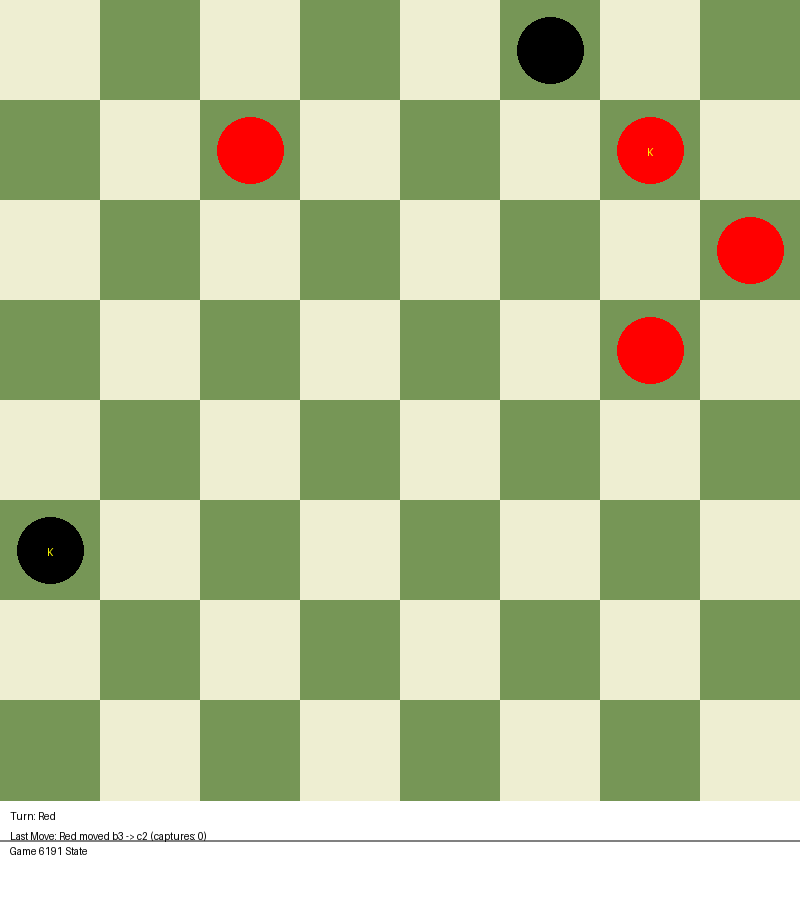 K
K
Turn: Red
Last Move: Red moved b3 -> c2 (captures: 0)
Game 6191 State